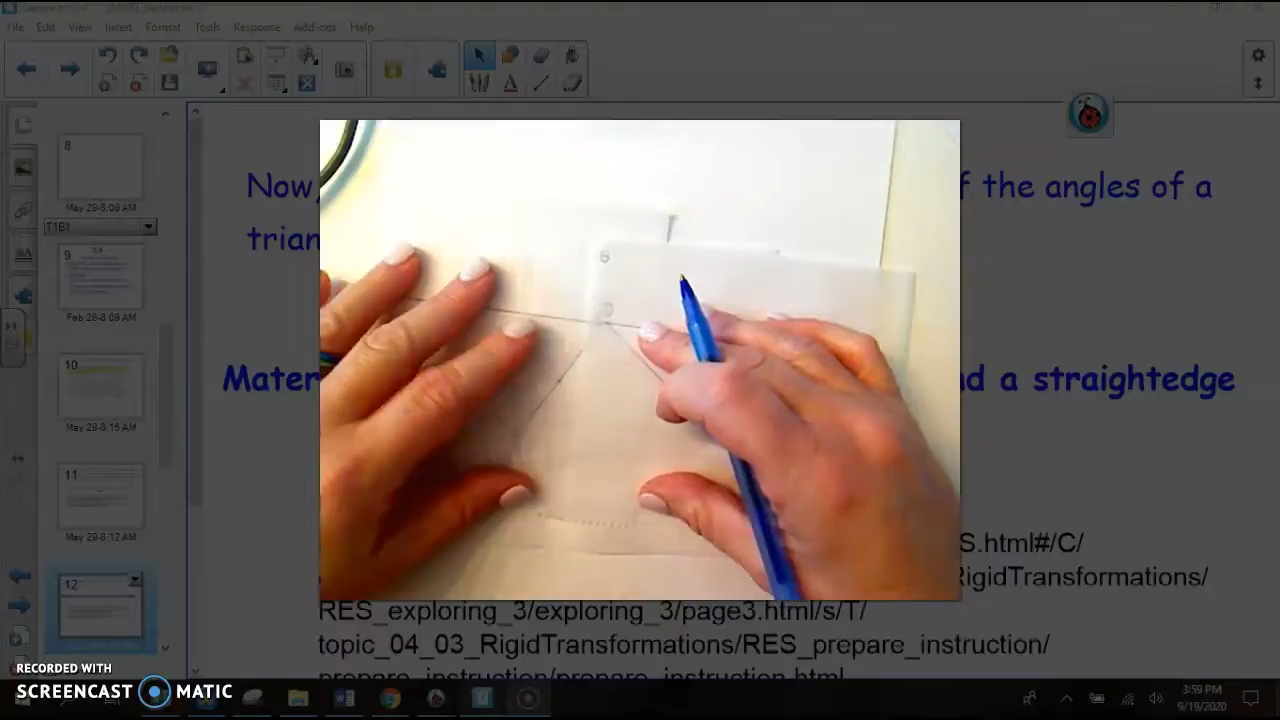 File Edit View Insert Format Tools Response Add-ons Help
8
May 29-8:09 AM
T1B1
9
Feb 26-8:09 AM
10
May 29-8:15 AM
11
May 29-8:12 AM
12
Now, f the angles of a
trian
Mater nd a straightedge
B
S.html#/C/
RigidTransformations/
RES_exploring_3/exploring_3/page3.html/s/T/
topic_04_03_RigidTransformations/RES_prepare_instruction/
prepare_instruction/prepare_instruction.html
RECORDED WITH
SCREENCAST MATIC
3:59 PM
9/19/2020